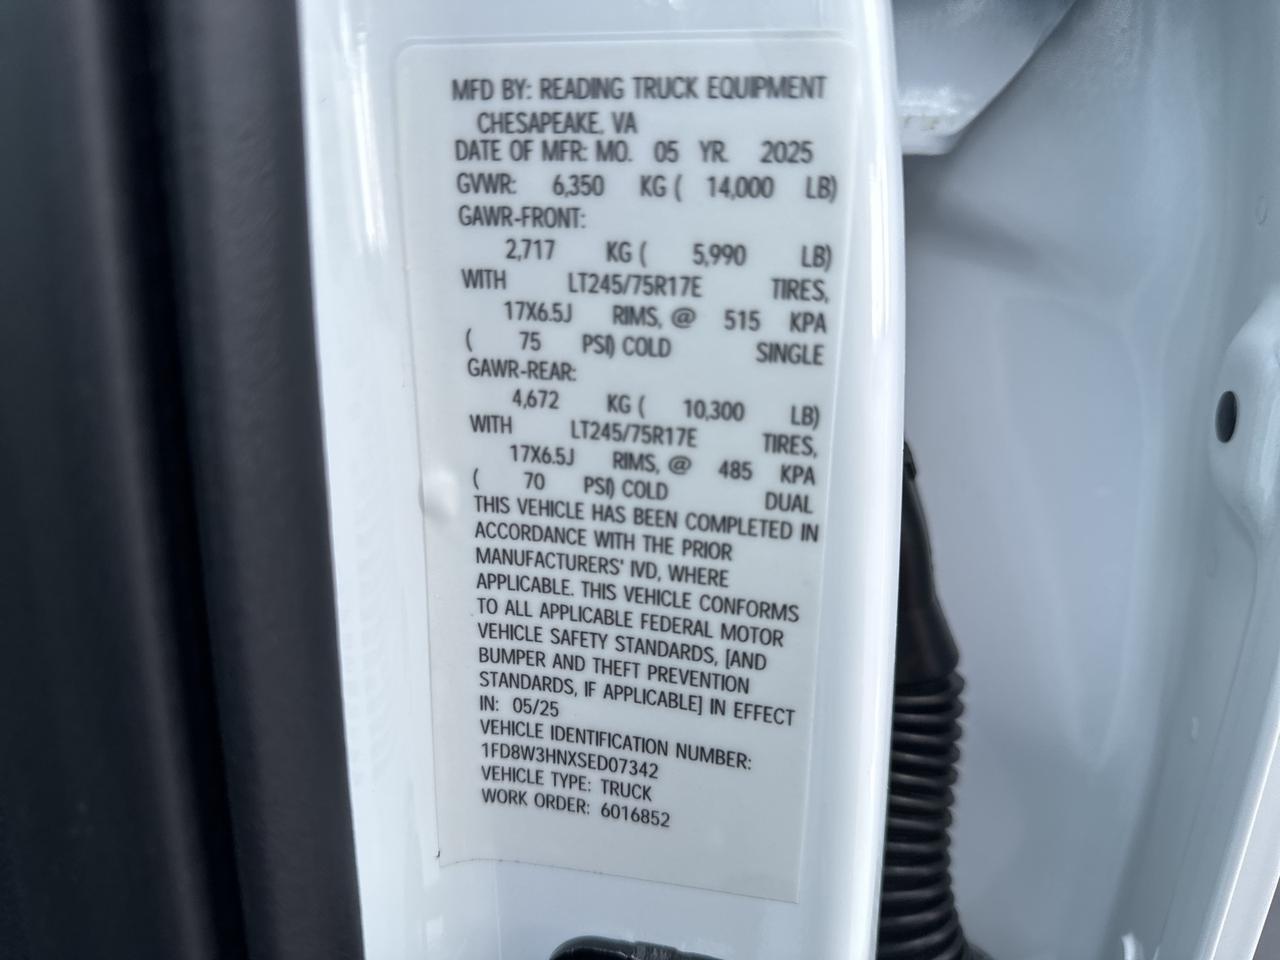 MFD BY: READING TRUCK EQUIPMENT
CHESAPEAKE, VA
DATE OF MFR: MO. 05 YR. 2025
GVWR: 6,350 KG ( 14,000 LB)
GAWR-FRONT:
2,717 KG ( 5,990 LB)
WITH LT245/75R17E TIRES,
17X6.5J RIMS, @ 515 KPA
( 75 PSI) COLD SINGLE
GAWR-REAR:
4,672 KG ( 10,300 LB)
WITH LT245/75R17E TIRES,
17X6.5J RIMS, @ 485 KPA
( 70 PSI) COLD DUAL
THIS VEHICLE HAS BEEN COMPLETED IN
ACCORDANCE WITH THE PRIOR
MANUFACTURERS' IVD, WHERE
APPLICABLE. THIS VEHICLE CONFORMS
TO ALL APPLICABLE FEDERAL MOTOR
VEHICLE SAFETY STANDARDS, [AND
BUMPER AND THEFT PREVENTION
STANDARDS, IF APPLICABLE] IN EFFECT
IN: 05/25
VEHICLE IDENTIFICATION NUMBER:
1FD8W3HNXSED07342
VEHICLE TYPE: TRUCK
WORK ORDER: 6016852